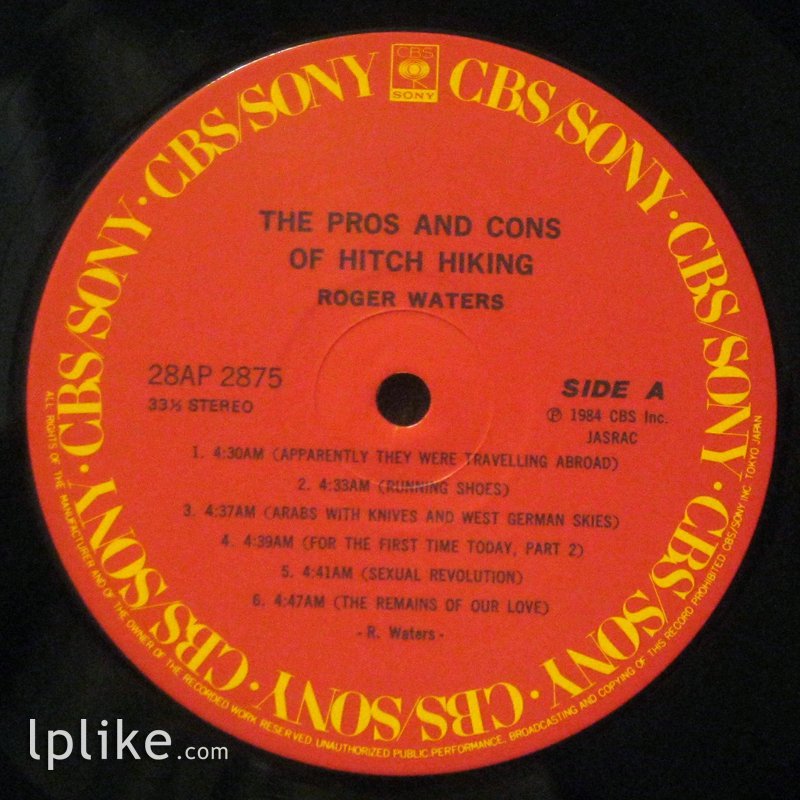 CBS
SONY
CBS/SONY · CBS/SONY · CBS/SONY · CBS/SONY · CBS/SONY · CBS/SONY · CBS/SONY · CBS/SONY · CBS/SONY
THE PROS AND CONS
OF HITCH HIKING
ROGER WATERS
28AP 2875
33⅓ STEREO
SIDE A
Ⓟ 1984 CBS Inc.
JASRAC
1. 4:30AM (APPARENTLY THEY WERE TRAVELLING ABROAD)
2. 4:33AM (RUNNING SHOES)
3. 4:37AM (ARABS WITH KNIVES AND WEST GERMAN SKIES)
4. 4:39AM (FOR THE FIRST TIME TODAY, PART 2)
5. 4:41AM (SEXUAL REVOLUTION)
6. 4:47AM (THE REMAINS OF OUR LOVE)
- R. Waters -
ALL RIGHTS OF THE MANUFACTURER AND OF THE OWNER OF THE RECORDED WORK RESERVED UNAUTHORIZED PUBLIC PERFORMANCE, BROADCASTING AND COPYING OF THIS RECORD PROHIBITED CBS/SONY INC. TOKYO JAPAN
lplike.com